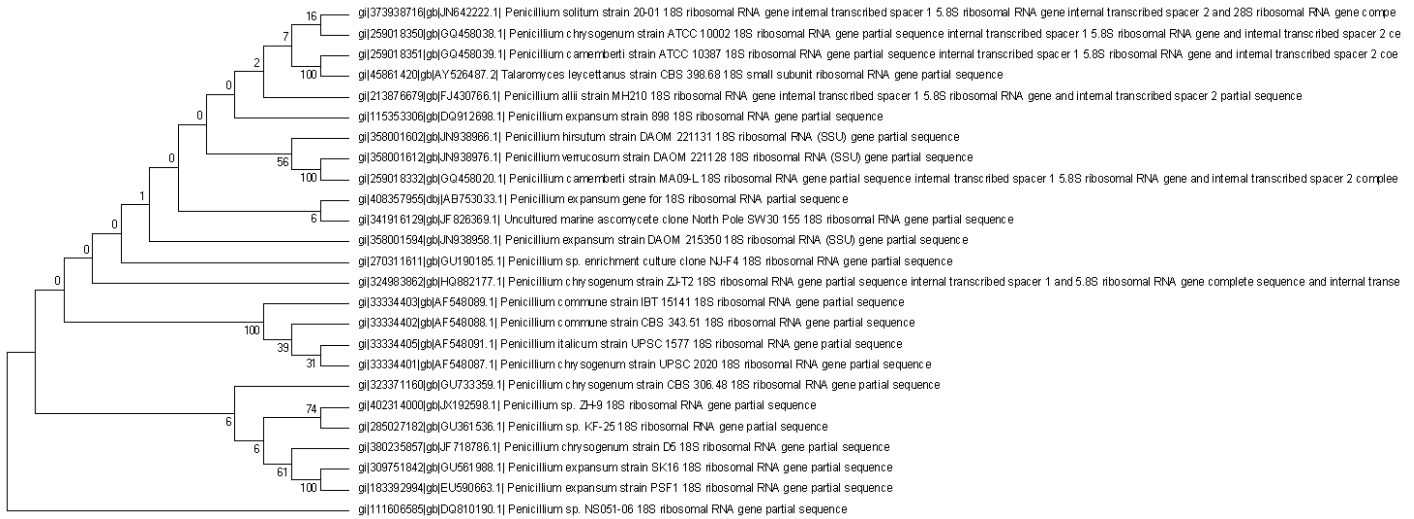 gi|373938716|gb|JN642222.1| Penicillium solitum strain 20-01 18S ribosomal RNA gene internal transcribed spacer 1 5.8S ribosomal RNA gene internal transcribed spacer 2 and 28S ribosomal RNA gene compe
16
gi|259018350|gb|GQ458038.1| Penicillium chrysogenum strain ATCC 10002 18S ribosomal RNA gene partial sequence internal transcribed spacer 1 5.8S ribosomal RNA gene and internal transcribed spacer 2 ce
7
gi|259018351|gb|GQ458039.1| Penicillium camemberti strain ATCC 10387 18S ribosomal RNA gene partial sequence internal transcribed spacer 1 5.8S ribosomal RNA gene and internal transcribed spacer 2 coe
2
100
gi|45861420|gb|AY526487.2| Talaromyces leycettanus strain CBS 398.68 18S small subunit ribosomal RNA gene partial sequence
0
gi|213876679|gb|FJ430766.1| Penicillium allii strain MH210 18S ribosomal RNA gene internal transcribed spacer 1 5.8S ribosomal RNA gene and internal transcribed spacer 2 partial sequence
0
gi|115353306|gb|DQ912698.1| Penicillium expansum strain 898 18S ribosomal RNA gene partial sequence
gi|358001602|gb|JN938966.1| Penicillium hirsutum strain DAOM 221131 18S ribosomal RNA (SSU) gene partial sequence
0
56
gi|358001612|gb|JN938976.1| Penicillium verrucosum strain DAOM 221128 18S ribosomal RNA (SSU) gene partial sequence
100
gi|259018332|gb|GQ458020.1| Penicillium camemberti strain MA09-L 18S ribosomal RNA gene partial sequence internal transcribed spacer 1 5.8S ribosomal RNA gene and internal transcribed spacer 2 complee
1
gi|408357955|dbj|AB753033.1| Penicillium expansum gene for 18S ribosomal RNA partial sequence
6
gi|341916129|gb|JF826369.1| Uncultured marine ascomycete clone North Pole SW30 155 18S ribosomal RNA gene partial sequence
0
gi|358001594|gb|JN938958.1| Penicillium expansum strain DAOM 215350 18S ribosomal RNA (SSU) gene partial sequence
0
gi|270311611|gb|GU190185.1| Penicillium sp. enrichment culture clone NJ-F4 18S ribosomal RNA gene partial sequence
0
gi|324983862|gb|HQ882177.1| Penicillium chrysogenum strain ZJ-T2 18S ribosomal RNA gene partial sequence internal transcribed spacer 1 and 5.8S ribosomal RNA gene complete sequence and internal transe
gi|33334403|gb|AF548089.1| Penicillium commune strain IBT 15141 18S ribosomal RNA gene partial sequence
100
gi|33334402|gb|AF548088.1| Penicillium commune strain CBS 343.51 18S ribosomal RNA gene partial sequence
39
gi|33334405|gb|AF548091.1| Penicillium italicum strain UPSC 1577 18S ribosomal RNA gene partial sequence
31
gi|33334401|gb|AF548087.1| Penicillium chrysogenum strain UPSC 2020 18S ribosomal RNA gene partial sequence
gi|323371160|gb|GU733359.1| Penicillium chrysogenum strain CBS 306.48 18S ribosomal RNA gene partial sequence
6
74
gi|402314000|gb|JX192598.1| Penicillium sp. ZH-9 18S ribosomal RNA gene partial sequence
gi|285027182|gb|GU361536.1| Penicillium sp. KF-25 18S ribosomal RNA gene partial sequence
6
gi|380235857|gb|JF718786.1| Penicillium chrysogenum strain D5 18S ribosomal RNA gene partial sequence
61
gi|309751842|gb|GU561988.1| Penicillium expansum strain SK16 18S ribosomal RNA gene partial sequence
100
gi|183392994|gb|EU590663.1| Penicillium expansum strain PSF1 18S ribosomal RNA gene partial sequence
gi|111606585|gb|DQ810190.1| Penicillium sp. NS051-06 18S ribosomal RNA gene partial sequence